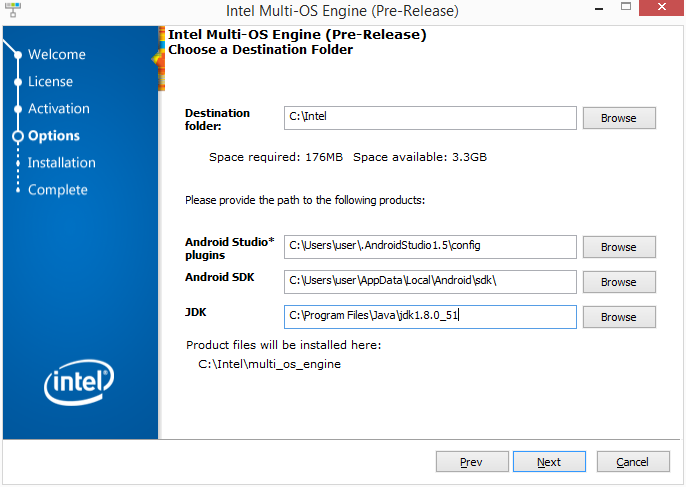 Intel Multi-OS Engine (Pre-Release)
Intel Multi-OS Engine (Pre-Release)
Choose a Destination Folder
Welcome
License
Activation
Options
Installation
Complete
Destination folder:
C:\Intel
Browse
Space required: 176MB Space available: 3.3GB
Please provide the path to the following products:
Android Studio* plugins
C:\Users\user\.AndroidStudio1.5\config
Browse
Android SDK
C:\Users\user\AppData\Local\Android\sdk\
Browse
JDK
C:\Program Files\Java\jdk1.8.0_51
Browse
Product files will be installed here:
C:\Intel\multi_os_engine
intel
Prev
Next
Cancel